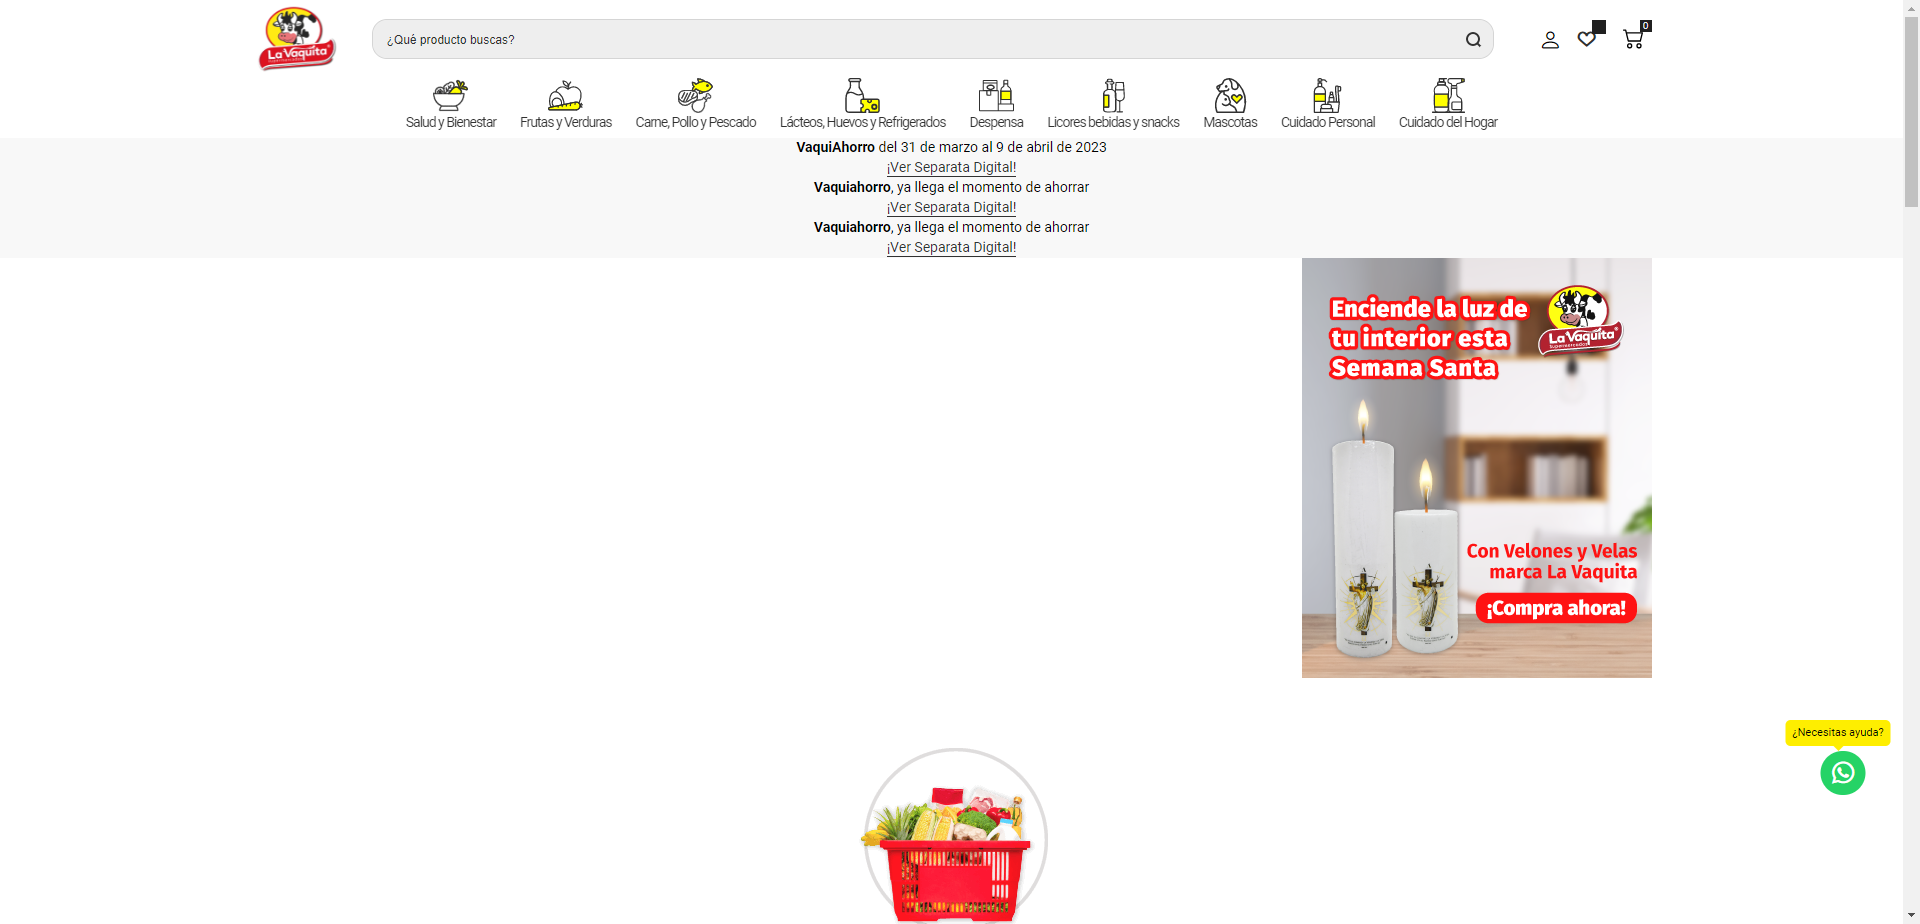 La Vaquita
¿Qué producto buscas?
0
Salud y Bienestar
Frutas y Verduras
Carne, Pollo y Pescado
Lácteos, Huevos y Refrigerados
Despensa
Licores bebidas y snacks
Mascotas
Cuidado Personal
Cuidado del Hogar
VaquiAhorro del 31 de marzo al 9 de abril de 2023
¡Ver Separata Digital!
Vaquiahorro, ya llega el momento de ahorrar
¡Ver Separata Digital!
Vaquiahorro, ya llega el momento de ahorrar
¡Ver Separata Digital!
Enciende la luz de
tu interior esta
Semana Santa
La Vaquita
Supermercados
Con Velones y Velas
marca La Vaquita
¡Compra ahora!
¿Necesitas ayuda?